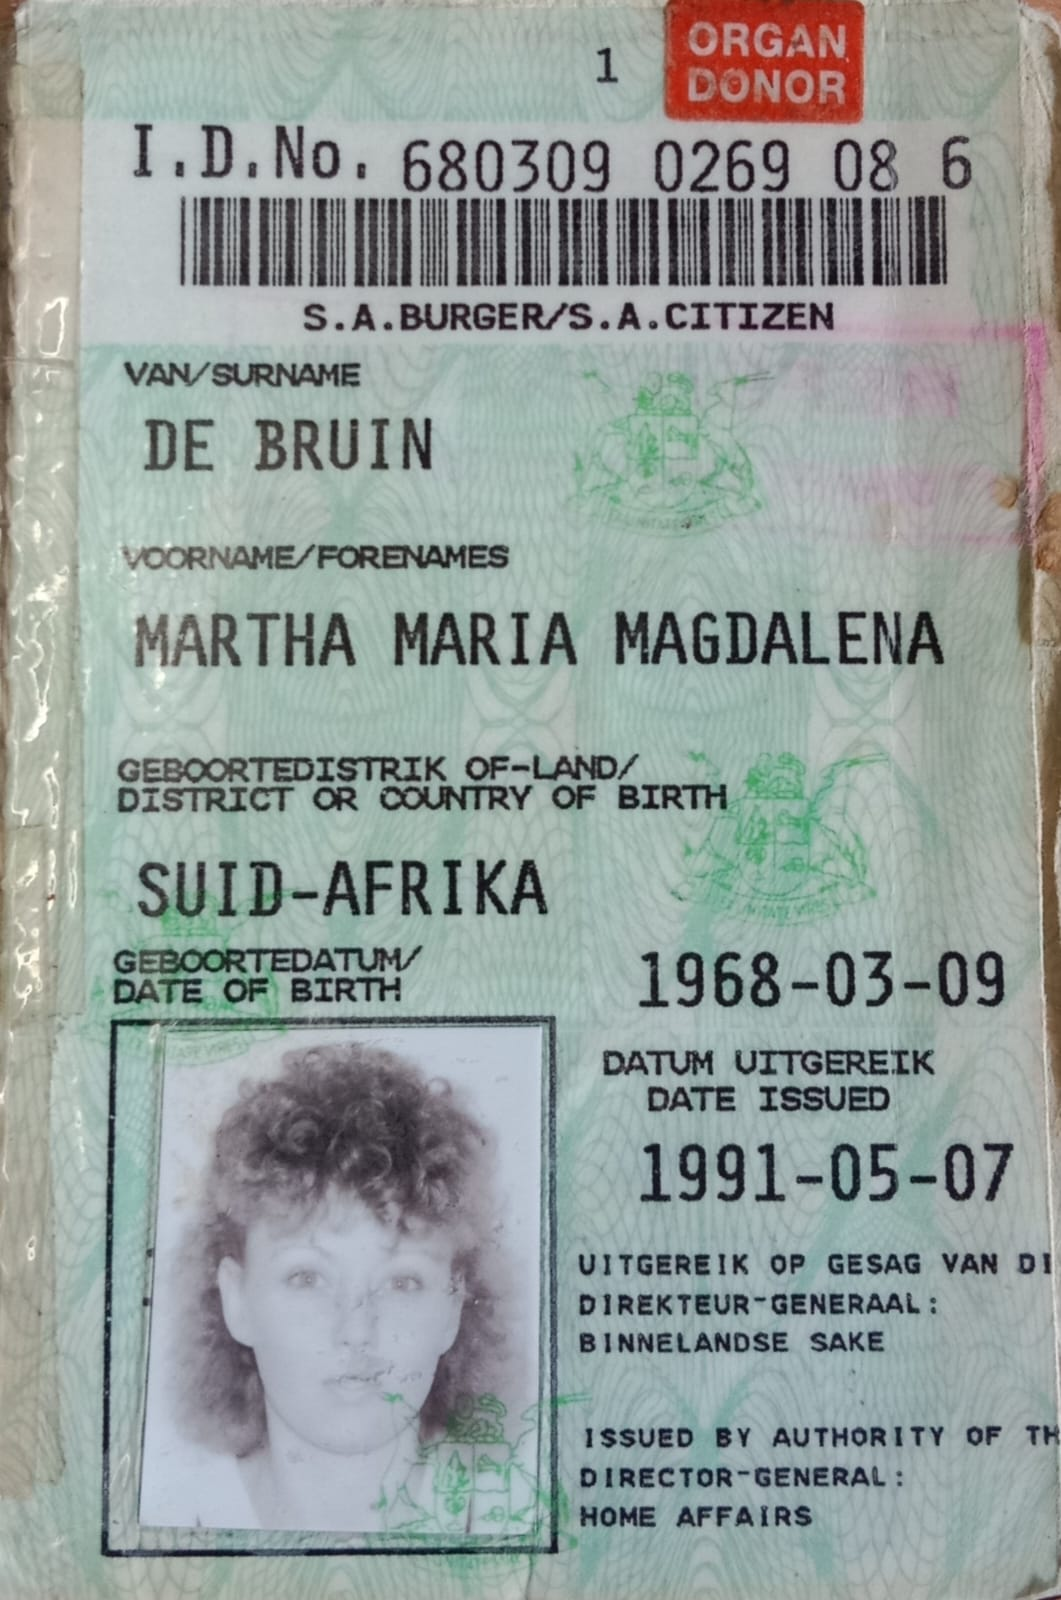 1
ORGAN
DONOR
I.D.No. 680309 0269 08 6
S.A.BURGER/S.A.CITIZEN
VAN/SURNAME
DE BRUIN
VOORNAME/FORENAMES
MARTHA MARIA MAGDALENA
GEBOORTEDISTRIK OF-LAND/
DISTRICT OR COUNTRY OF BIRTH
SUID-AFRIKA
GEBOORTEDATUM/
DATE OF BIRTH
1968-03-09
DATUM UITGEREIK
DATE ISSUED
1991-05-07
UITGEREIK OP GESAG VAN DI
DIREKTEUR-GENERAAL:
BINNELANDSE SAKE
ISSUED BY AUTHORITY OF TH
DIRECTOR-GENERAL:
HOME AFFAIRS